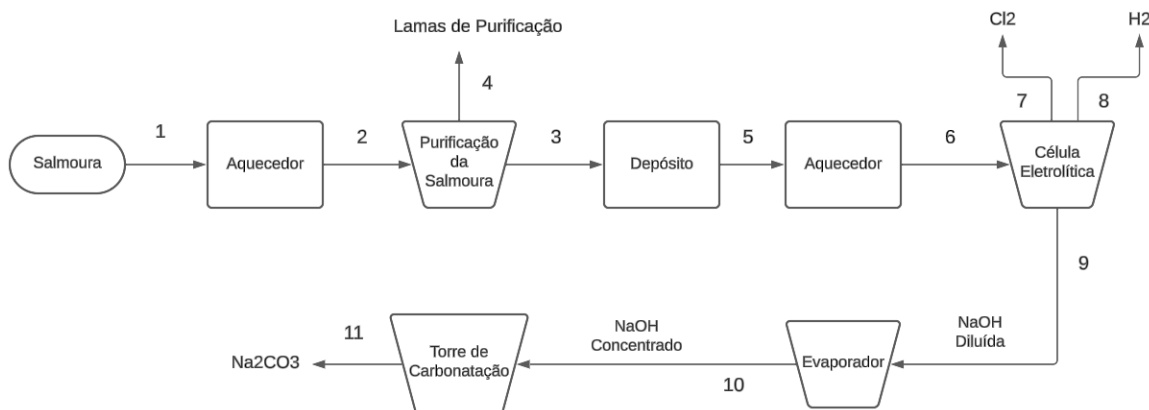 Cl2
H2
Lamas de Purificação
4
7
8
1
2
3
5
6
Salmoura
Aquecedor
Purificação
da
Salmoura
Depósito
Aquecedor
Célula
Eletrolítica
9
11
NaOH
Concentrado
NaOH
Diluída
Na2CO3
Torre de
Carbonatação
Evaporador
10